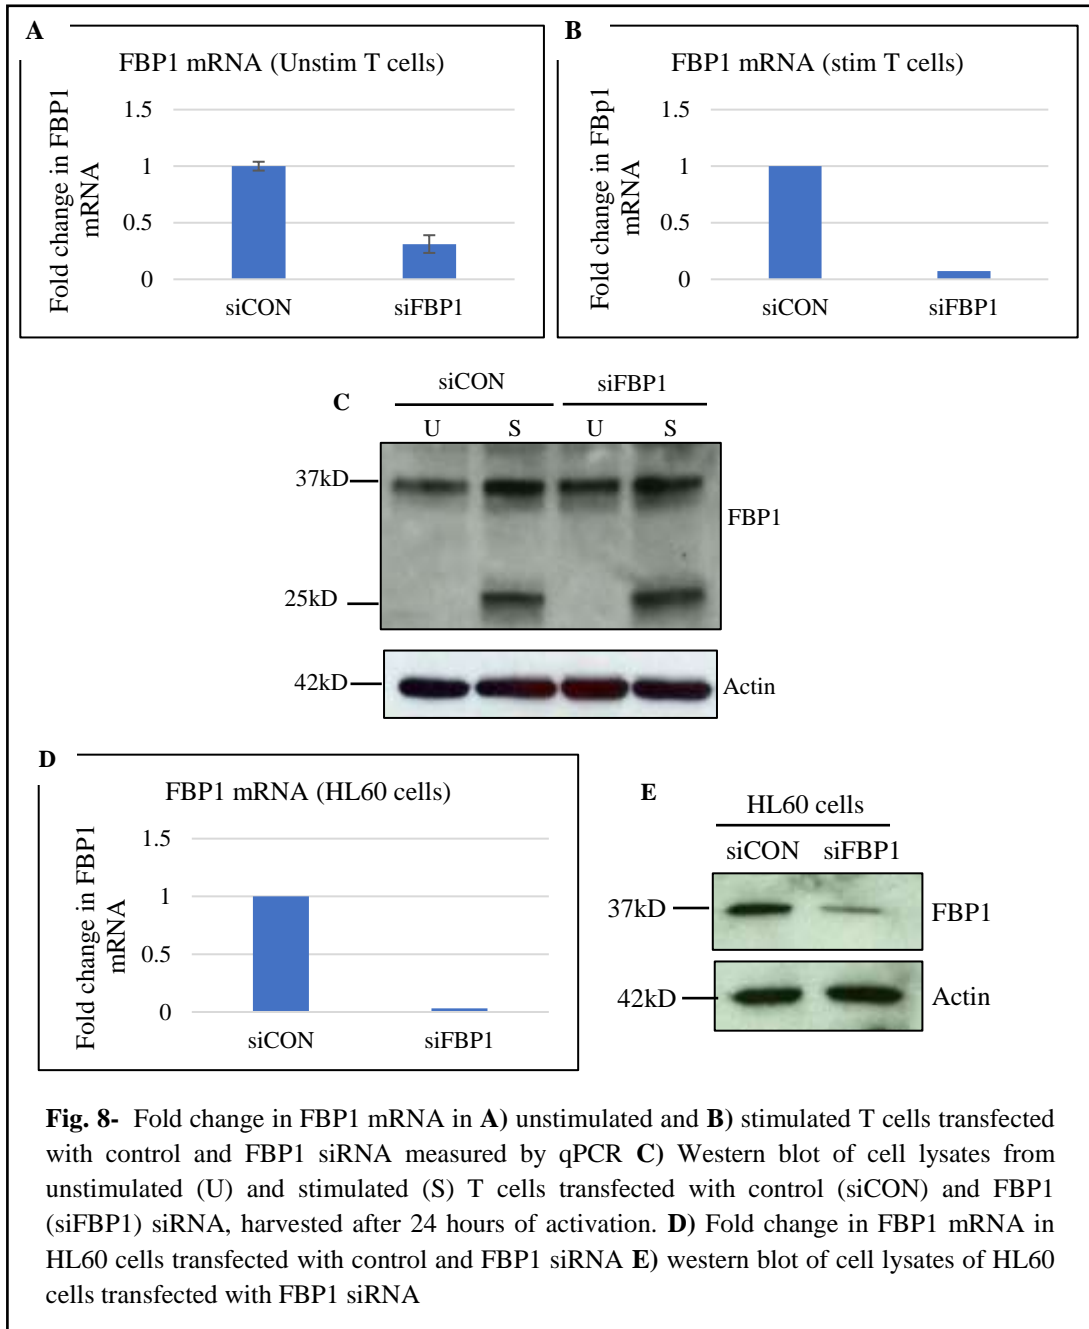 A
FBP1 mRNA (Unstim T cells)
Fold change in FBP1
mRNA
1.5
1
0.5
0
siCON siFBP1
B
FBP1 mRNA (stim T cells)
Fold change in FBp1
mRNA
1.5
1
0.5
0
siCON siFBP1
C
siCON siFBP1
U S U S
37kD
FBP1
25kD
42kD
Actin
D
FBP1 mRNA (HL60 cells)
Fold change in FBP1
mRNA
1.5
1
0.5
0
siCON siFBP1
E
HL60 cells
siCON siFBP1
37kD
FBP1
42kD
Actin
Fig. 8- Fold change in FBP1 mRNA in A) unstimulated and B) stimulated T cells transfected
with control and FBP1 siRNA measured by qPCR C) Western blot of cell lysates from
unstimulated (U) and stimulated (S) T cells transfected with control (siCON) and FBP1
(siFBP1) siRNA, harvested after 24 hours of activation. D) Fold change in FBP1 mRNA in
HL60 cells transfected with control and FBP1 siRNA E) western blot of cell lysates of HL60
cells transfected with FBP1 siRNA